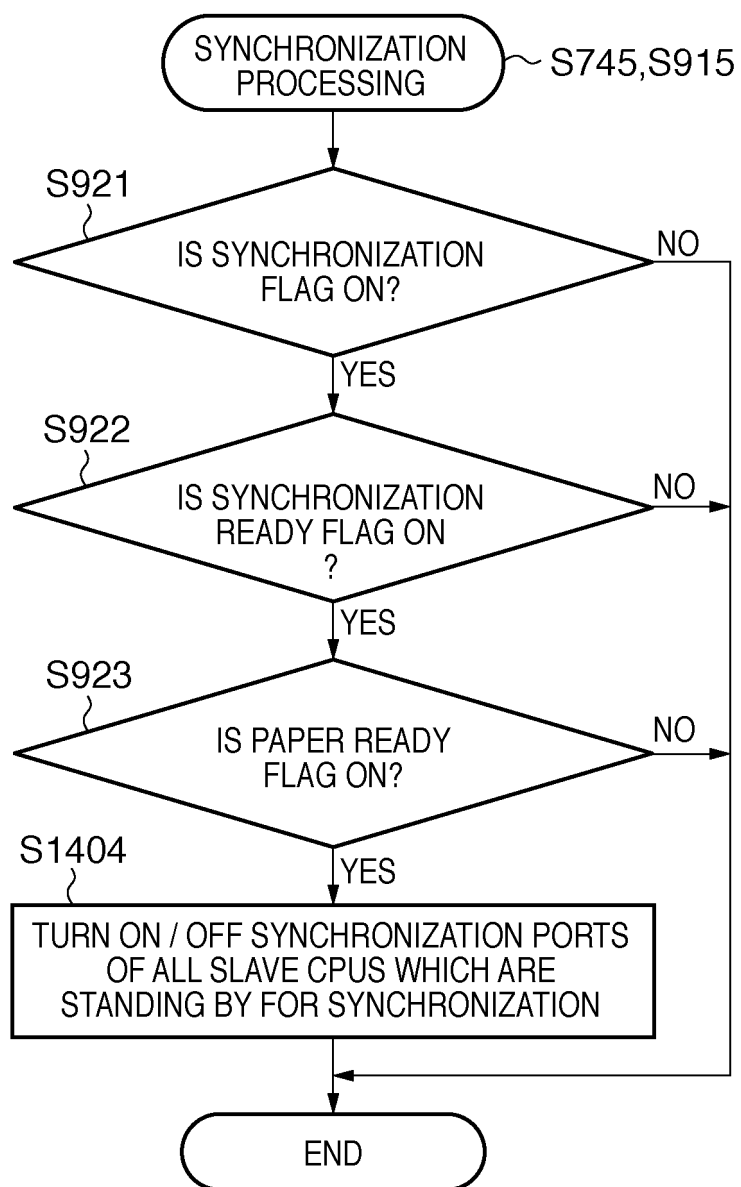 SYNCHRONIZATION
PROCESSING
S745,S915
S921
IS SYNCHRONIZATION
FLAG ON?
NO
YES
S922
IS SYNCHRONIZATION
READY FLAG ON
?
NO
YES
S923
IS PAPER READY
FLAG ON?
NO
YES
S1404
TURN ON / OFF SYNCHRONIZATION PORTS
OF ALL SLAVE CPUS WHICH ARE
STANDING BY FOR SYNCHRONIZATION
END